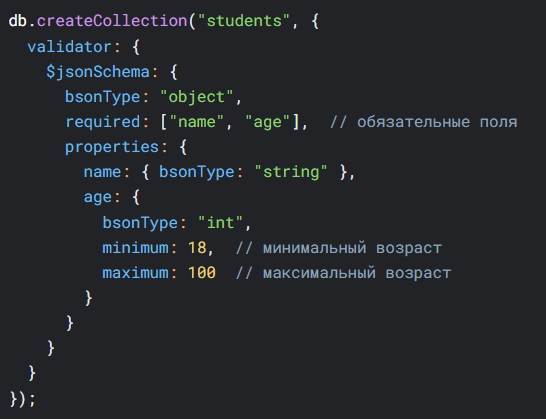 db.createCollection("students", {
  validator: {
    $jsonSchema: {
      bsonType: "object",
      required: ["name", "age"],  // обязательные поля
      properties: {
        name: { bsonType: "string" },
        age: {
          bsonType: "int",
          minimum: 18,  // минимальный возраст
          maximum: 100  // максимальный возраст
        }
      }
    }
  }
});